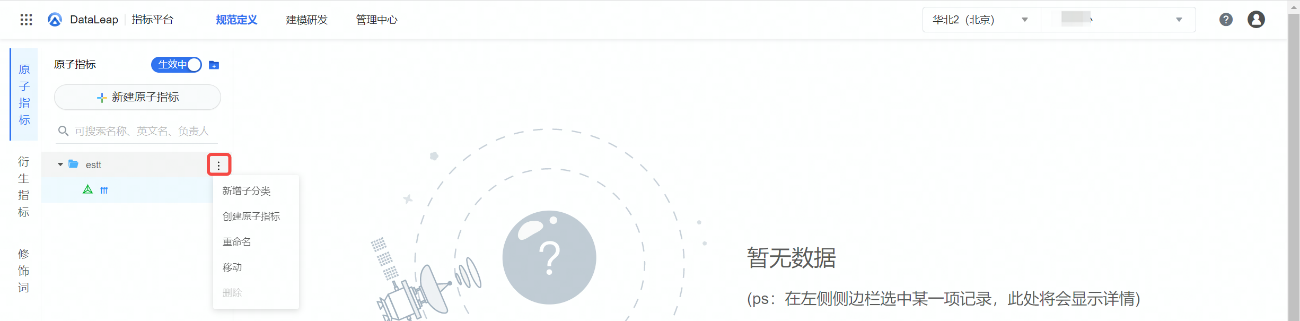 DataLeap 指标平台 规范定义 建模研发 管理中心 华北2（北京）
原子指标
衍生指标
修饰词
原子指标 生效中
新建原子指标
可搜索名称、英文名、负责人
estt
fff
新增子分类
创建原子指标
重命名
移动
删除
?
暂无数据
(ps：在左侧侧边栏选中某一项记录，此处将会显示详情)